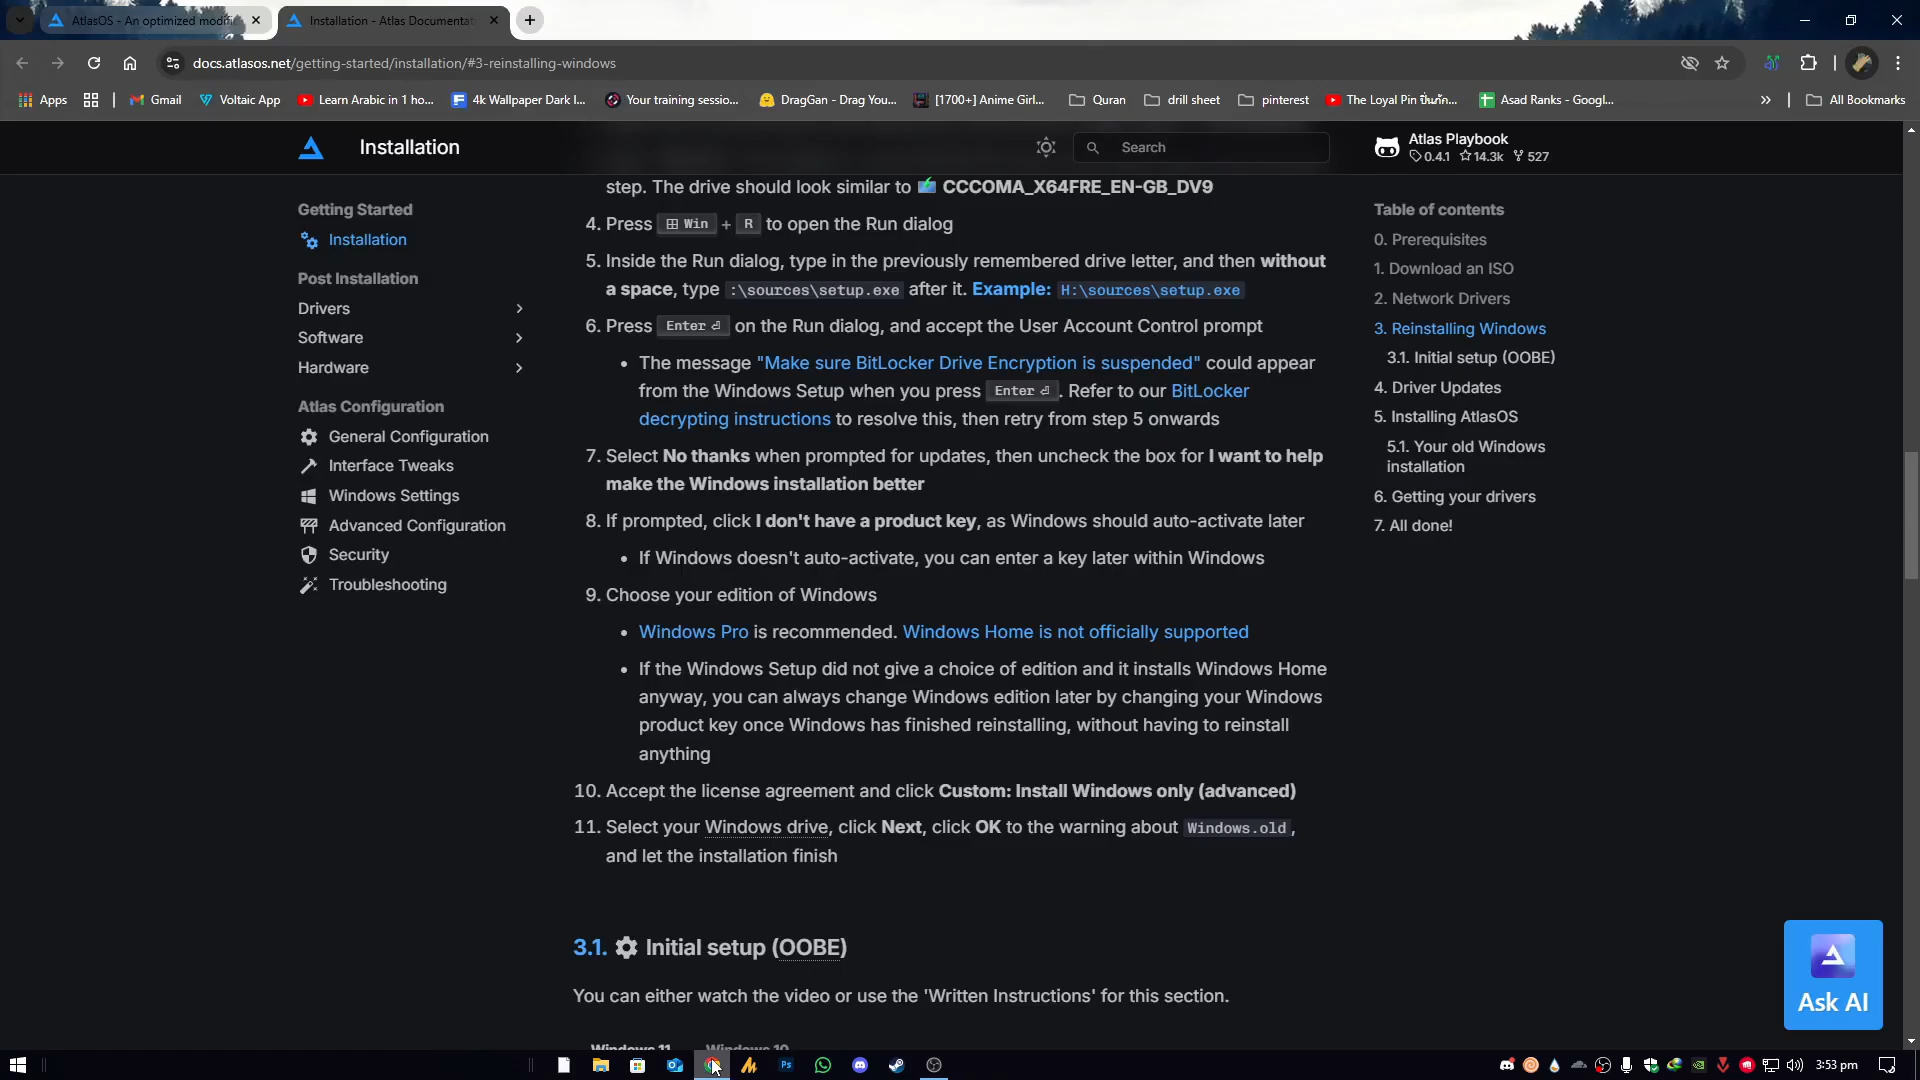 AtlasOS - An optimized modifi
Installation - Atlas Documentat
docs.atlasos.net/getting-started/installation/#3-reinstalling-windows
Apps
Gmail
Voltaic App
Learn Arabic in 1 ho...
4k Wallpaper Dark I...
Your training sessio...
DragGan - Drag You...
[1700+] Anime Girl...
Quran
drill sheet
pinterest
Asad Ranks - Googl...
All Bookmarks
Installation
Search
Atlas Playbook
0.4.1 14.3k 527
Getting Started
Installation
Post Installation
Drivers
Software
Hardware
Atlas Configuration
General Configuration
Interface Tweaks
Windows Settings
Advanced Configuration
Security
Troubleshooting
step. The drive should look similar to CCCOMA_X64FRE_EN-GB_DV9
4. Press Win + R to open the Run dialog
5. Inside the Run dialog, type in the previously remembered drive letter, and then without
a space, type :\sources\setup.exe after it. Example: H:\sources\setup.exe
6. Press Enter on the Run dialog, and accept the User Account Control prompt
• The message "Make sure BitLocker Drive Encryption is suspended" could appear
from the Windows Setup when you press Enter . Refer to our BitLocker
decrypting instructions to resolve this, then retry from step 5 onwards
7. Select No thanks when prompted for updates, then uncheck the box for I want to help
make the Windows installation better
8. If prompted, click I don't have a product key, as Windows should auto-activate later
• If Windows doesn't auto-activate, you can enter a key later within Windows
9. Choose your edition of Windows
• Windows Pro is recommended. Windows Home is not officially supported
• If the Windows Setup did not give a choice of edition and it installs Windows Home
anyway, you can always change Windows edition later by changing your Windows
product key once Windows has finished reinstalling, without having to reinstall
anything
10. Accept the license agreement and click Custom: Install Windows only (advanced)
11. Select your Windows drive, click Next, click OK to the warning about Windows.old,
and let the installation finish
3.1. Initial setup (OOBE)
You can either watch the video or use the 'Written Instructions' for this section.
Windows 11 Windows 10
Table of contents
0. Prerequisites
1. Download an ISO
2. Network Drivers
3. Reinstalling Windows
3.1. Initial setup (OOBE)
4. Driver Updates
5. Installing AtlasOS
5.1. Your old Windows
installation
6. Getting your drivers
7. All done!
Ask AI
Ps
3:53 pm